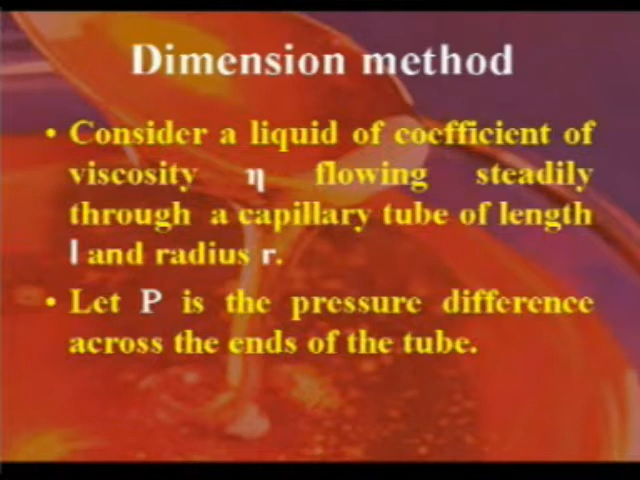 Dimension method
• Consider a liquid of coefficient of
viscosity η flowing steadily
through a capillary tube of length
l and radius r.
• Let P is the pressure difference
across the ends of the tube.